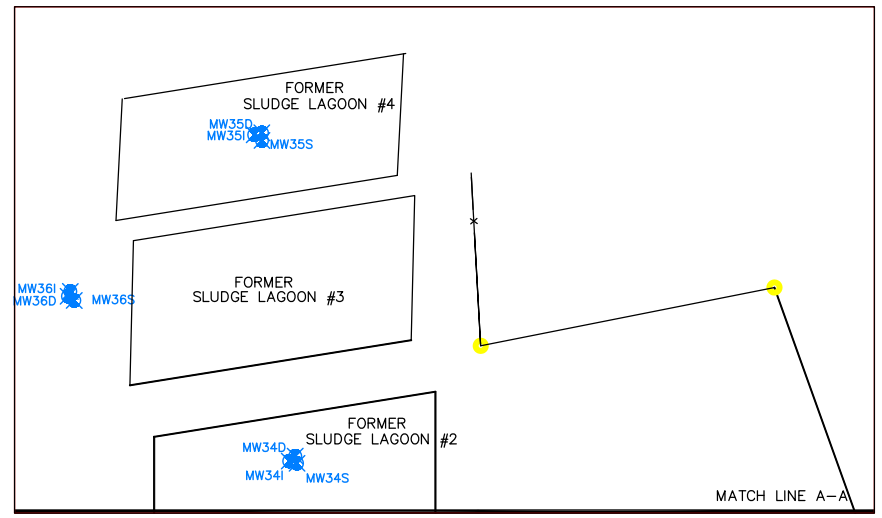 FORMER
SLUDGE LAGOON #4
MW35D
MW35I
MW35S
MW36I
MW36D
MW36S
FORMER
SLUDGE LAGOON #3
FORMER
SLUDGE LAGOON #2
MW34D
MW34I
MW34S
MATCH LINE A-A